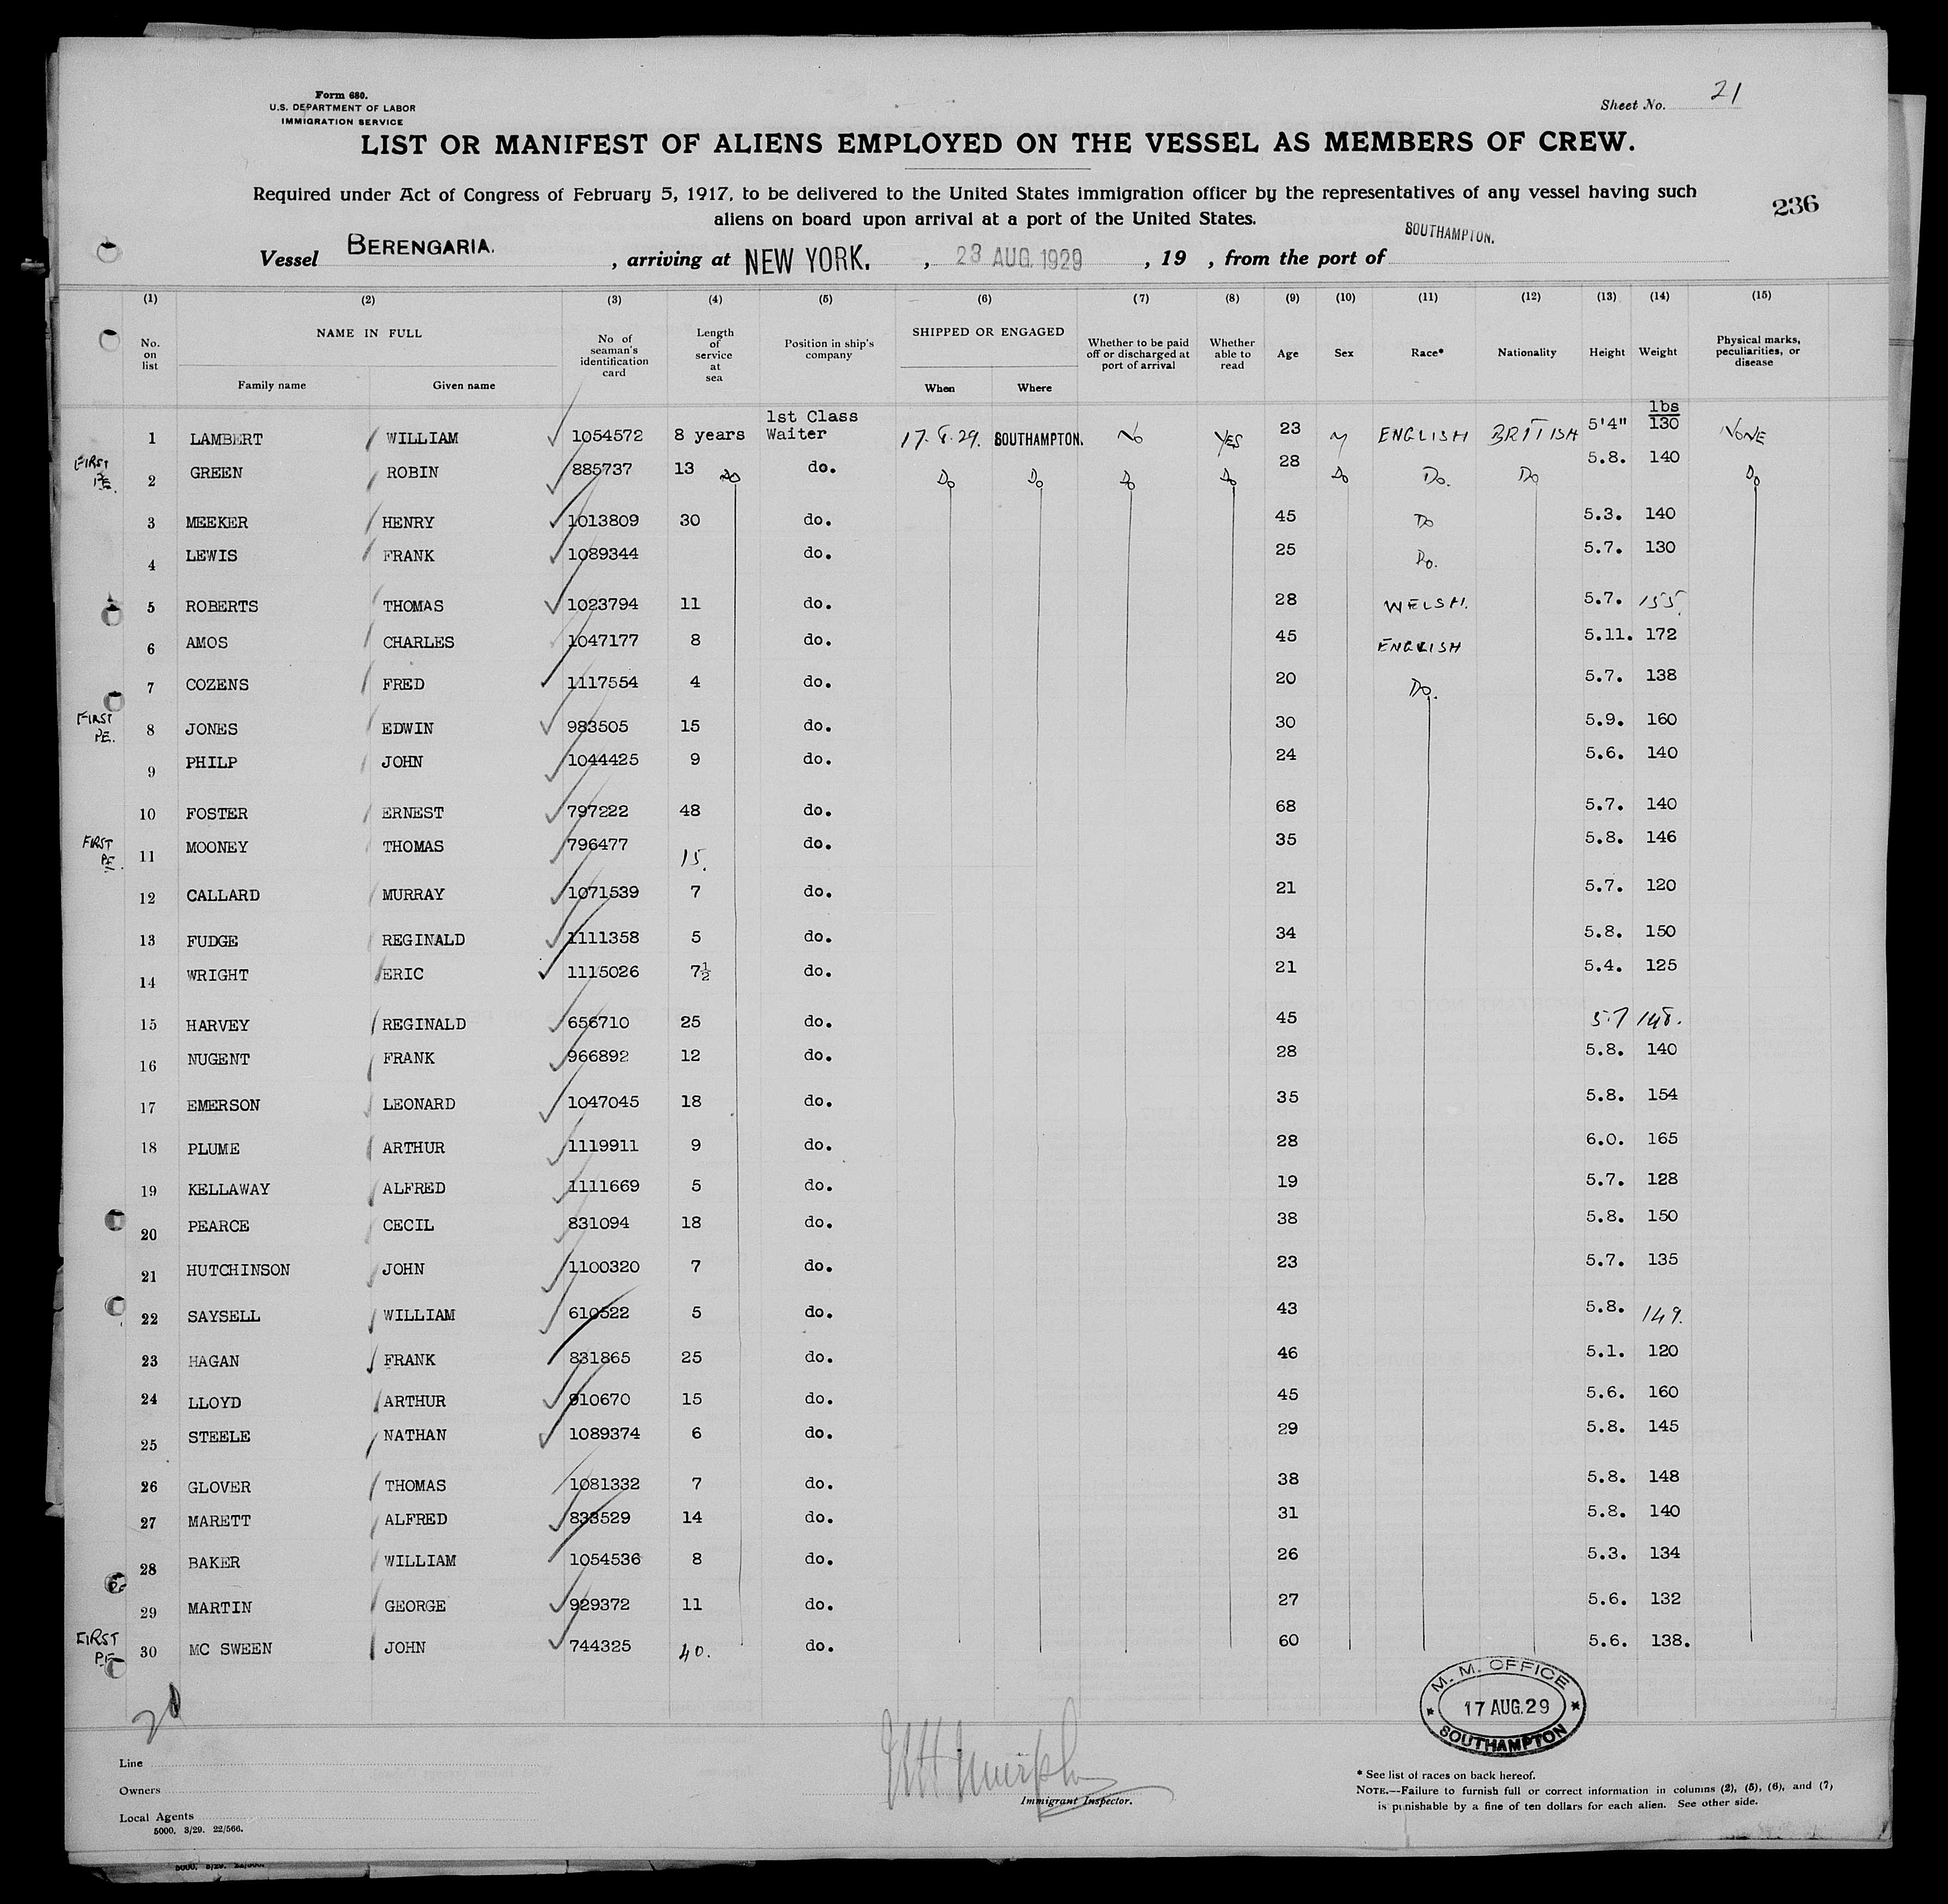 Form 680.
U.S. DEPARTMENT OF LABOR
IMMIGRATION SERVICE
Sheet No. 21
LIST OR MANIFEST OF ALIENS EMPLOYED ON THE VESSEL AS MEMBERS OF CREW.
Required under Act of Congress of February 5, 1917, to be delivered to the United States immigration officer by the representatives of any vessel having such
aliens on board upon arrival at a port of the United States.
236
Vessel BERENGARIA. , arriving at NEW YORK. , 23 AUG. 1929 , 19 , from the port of SOUTHAMPTON.
(1) (2) (3) (4) (5) (6) (7) (8) (9) (10) (11) (12) (13) (14) (15)
No. on list NAME IN FULL Family name Given name No of seaman's identification card Length of service at sea Position in ship's company SHIPPED OR ENGAGED When Where Whether to be paid off or discharged at port of arrival Whether able to read Age Sex Race* Nationality Height Weight Physical marks, peculiarities, or disease
1 LAMBERT WILLIAM 1054572 8 years 1st Class Waiter 17.8.29. SOUTHAMPTON. No YES 23 M ENGLISH BRITISH 5'4" lbs 130 NONE
FIRST PE. 2 GREEN ROBIN 885737 13 Do do. Do Do Do Do 28 Do Do. Do 5.8. 140 Do
3 MEEKER HENRY 1013809 30 do. 45 Do 5.3. 140
4 LEWIS FRANK 1089344 do. 25 Do. 5.7. 130
5 ROBERTS THOMAS 1023794 11 do. 28 WELSH. 5.7. 155.
6 AMOS CHARLES 1047177 8 do. 45 ENGLISH 5.11. 172
7 COZENS FRED 1117554 4 do. 20 Do. 5.7. 138
FIRST PE. 8 JONES EDWIN 983505 15 do. 30 5.9. 160
9 PHILP JOHN 1044425 9 do. 24 5.6. 140
10 FOSTER ERNEST 797222 48 do. 68 5.7. 140
FIRST PE. 11 MOONEY THOMAS 796477 15. do. 35 5.8. 146
12 CALLARD MURRAY 1071539 7 do. 21 5.7. 120
13 FUDGE REGINALD 1111358 5 do. 34 5.8. 150
14 WRIGHT ERIC 1115026 7½ do. 21 5.4. 125
15 HARVEY REGINALD 656710 25 do. 45 5.7 148.
16 NUGENT FRANK 966892 12 do. 28 5.8. 140
17 EMERSON LEONARD 1047045 18 do. 35 5.8. 154
18 PLUME ARTHUR 1119911 9 do. 28 6.0. 165
19 KELLAWAY ALFRED 1111669 5 do. 19 5.7. 128
20 PEARCE CECIL 831094 18 do. 38 5.8. 150
21 HUTCHINSON JOHN 1100320 7 do. 23 5.7. 135
22 SAYSELL WILLIAM 610522 5 do. 43 5.8. 149.
23 HAGAN FRANK 831865 25 do. 46 5.1. 120
24 LLOYD ARTHUR 910670 15 do. 45 5.6. 160
25 STEELE NATHAN 1089374 6 do. 29 5.8. 145
26 GLOVER THOMAS 1081332 7 do. 38 5.8. 148
27 MARETT ALFRED 833529 14 do. 31 5.8. 140
28 BAKER WILLIAM 1054536 8 do. 26 5.3. 134
29 MARTIN GEORGE 929372 11 do. 27 5.6. 132
FIRST PE 30 MC SWEEN JOHN 744325 40. do. 60 5.6. 138.
M. M. OFFICE
17 AUG. 29
SOUTHAMPTON
Line
Owners
Local Agents
5000. 3/29. 22/566.
Immigrant Inspector.
* See list of races on back hereof.
NOTE.—Failure to furnish full or correct information in columns (2), (5), (6), and (7),
is punishable by a fine of ten dollars for each alien. See other side.